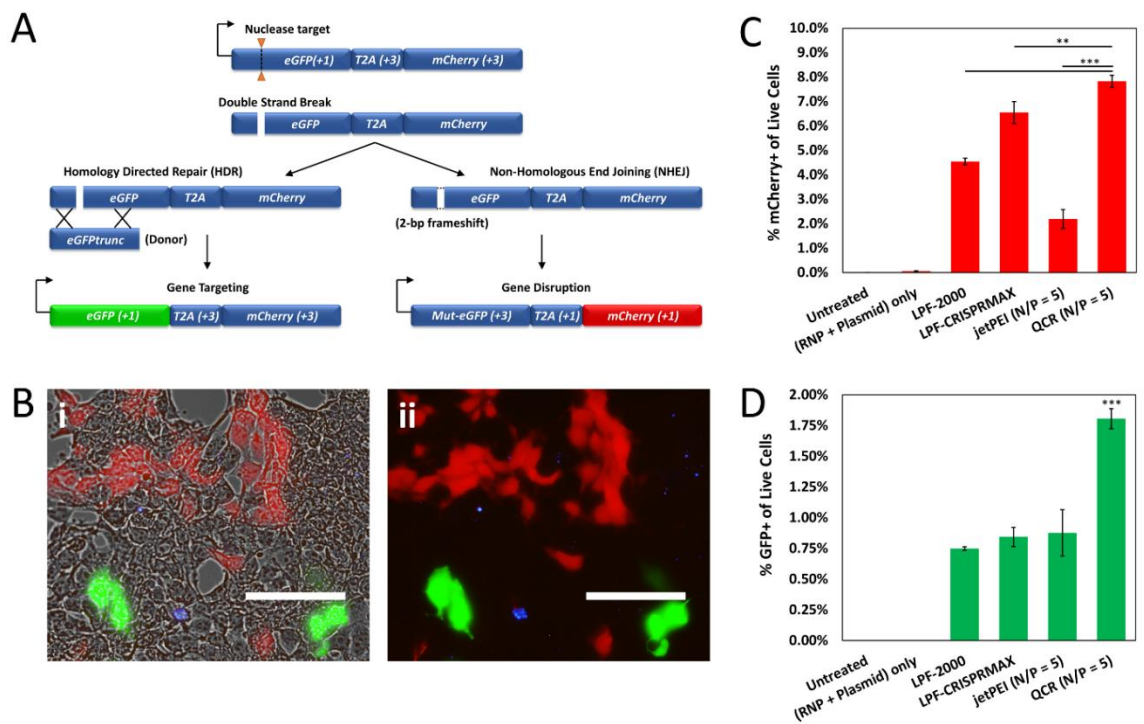 A
Nuclease target
eGFP(+1) T2A (+3) mCherry (+3)
Double Strand Break
eGFP T2A mCherry
Homology Directed Repair (HDR)
eGFP T2A mCherry
eGFPtrunc (Donor)
Gene Targeting
eGFP (+1) T2A (+3) mCherry (+3)
Non-Homologous End Joining (NHEJ)
eGFP T2A mCherry
(2-bp frameshift)
Gene Disruption
Mut-eGFP (+3) T2A (+1) mCherry (+1)
B
i
ii
C
% mCherry+ of Live Cells
10.0%
9.0%
8.0%
7.0%
6.0%
5.0%
4.0%
3.0%
2.0%
1.0%
0.0%
**
***
Untreated
(RNP + Plasmid) only
LPF-2000
LPF-CRISPRMAX
jetPEI (N/P = 5)
QCR (N/P = 5)
D
% GFP+ of Live Cells
2.00%
1.75%
1.50%
1.25%
1.00%
0.75%
0.50%
0.25%
0.00%
***
Untreated
(RNP + Plasmid) only
LPF-2000
LPF-CRISPRMAX
jetPEI (N/P = 5)
QCR (N/P = 5)